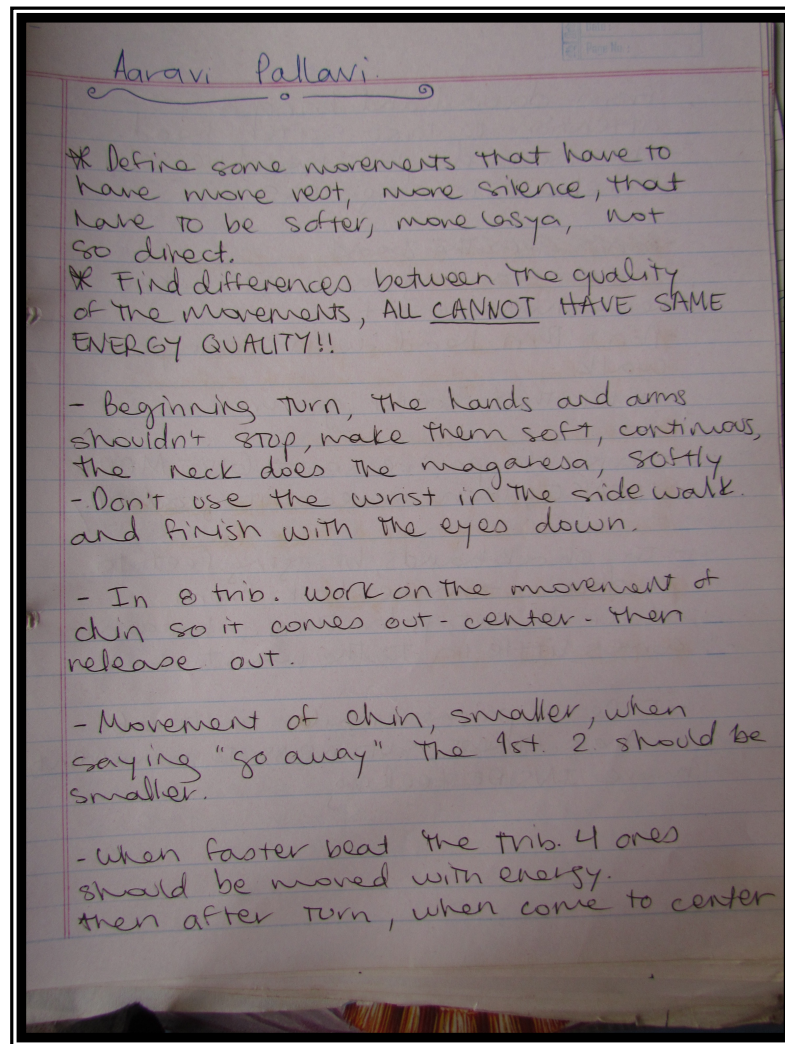 Aaravi Pallavi.
* Define some movements that have to
have more rest, more silence, that
have to be softer, more lasya, not
so direct.
* Find differences between the quality
of the movements, ALL CANNOT HAVE SAME
ENERGY QUALITY!!
- Beginning turn, the hands and arms
shouldn't stop, make them soft, continuous,
the neck does the magaresa, softly
- Don't use the wrist in the side walk
and finish with the eyes down.
- In 8 trib. work on the movement of
chin so it comes out - center - then
release out.
- Movement of chin, smaller, when
saying "go away" the 1st. 2 should be
smaller.
- when faster beat the trib. 4 ones
should be moved with energy.
then after turn, when come to center